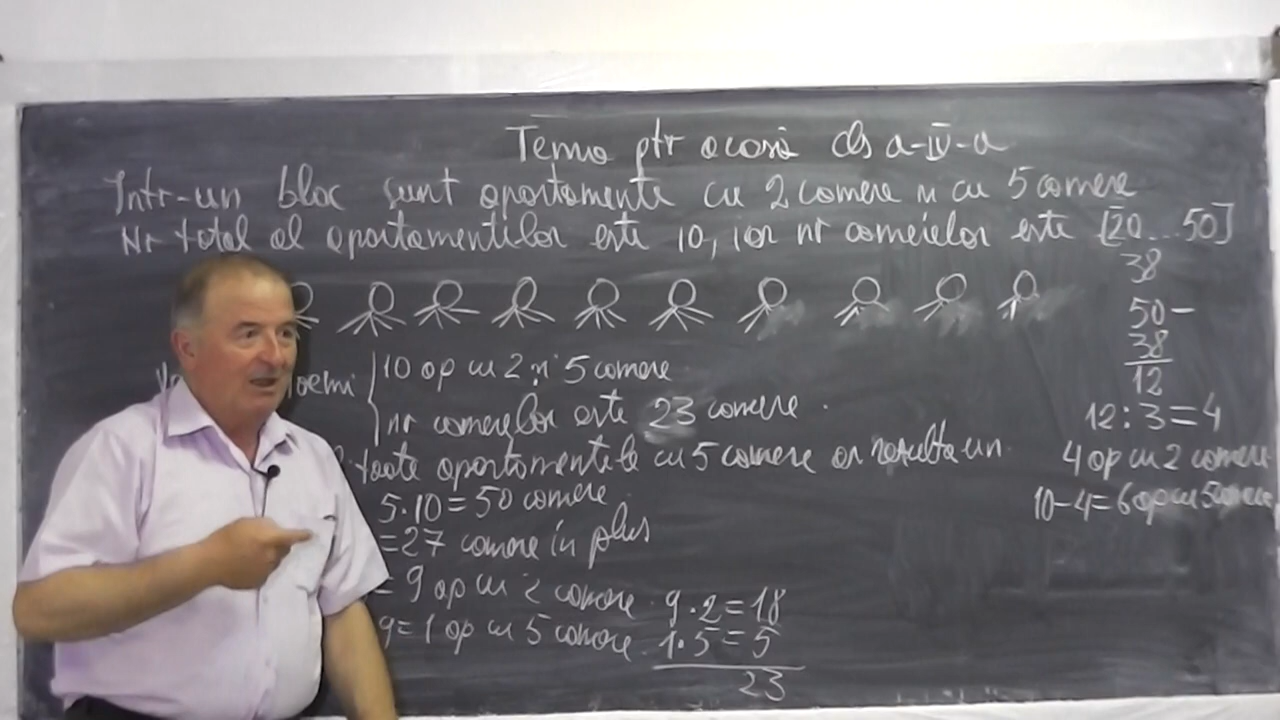 Tema ptr acasă cls a-IV-a
Intr-un bloc sunt apartamente cu 2 camere și cu 5 camere
Nr total al apartamentelor este 10, iar nr camerelor este [20...50]
38
50-
38
12
12:3=4
4 ap cu 2 camere
10-4=6 ap cu 5 camere
10 ap cu 2 și 5 camere
nr camerelor este 23 camere.
toate apartamentele cu 5 camere ar rezulta un
5·10=50 camere
=27 camere in plus
= 9 ap cu 2 camere
9=1 ap cu 5 camere
9·2=18
1·5=5
23